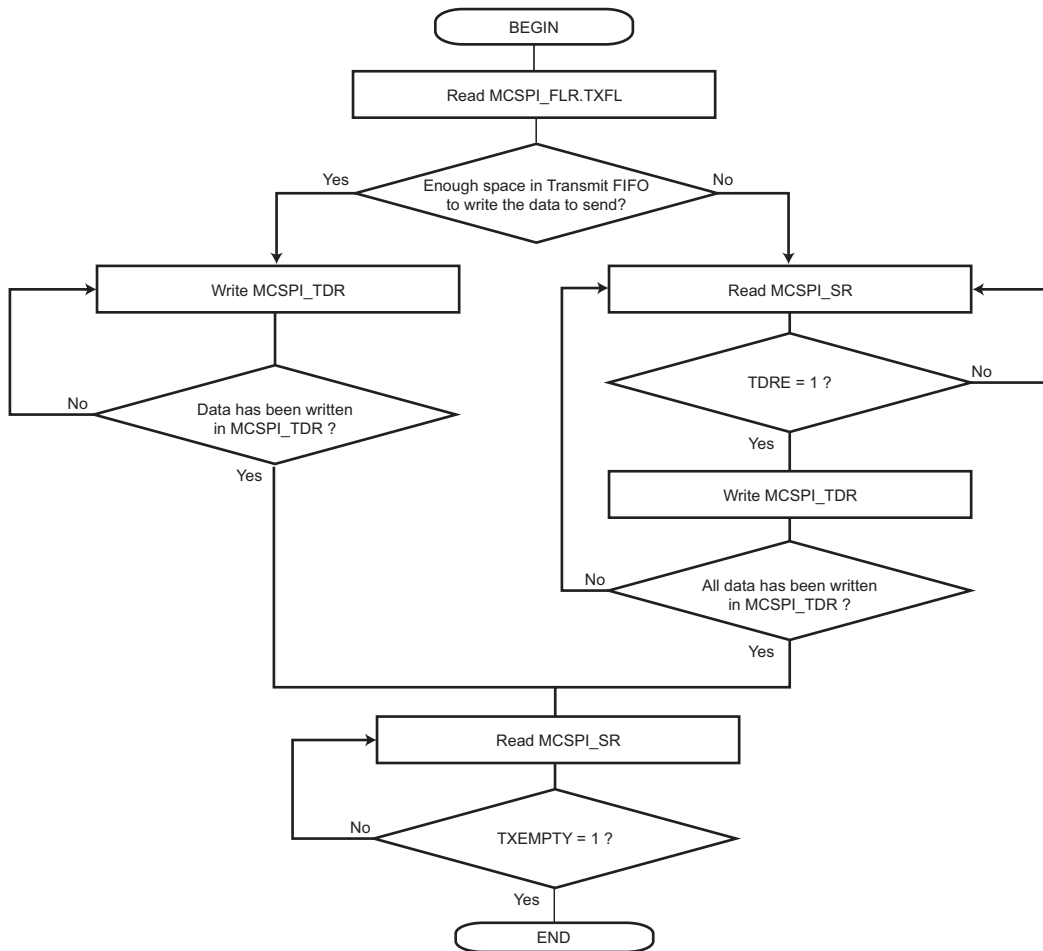 BEGIN
Read MCSPI_FLR.TXFL
Yes
Enough space in Transmit FIFO
to write the data to send?
No
Write MCSPI_TDR
Read MCSPI_SR
No
Data has been written
in MCSPI_TDR ?
Yes
TDRE = 1 ?
No
Yes
Write MCSPI_TDR
No
All data has been written
in MCSPI_TDR ?
Yes
Read MCSPI_SR
No
TXEMPTY = 1 ?
Yes
END